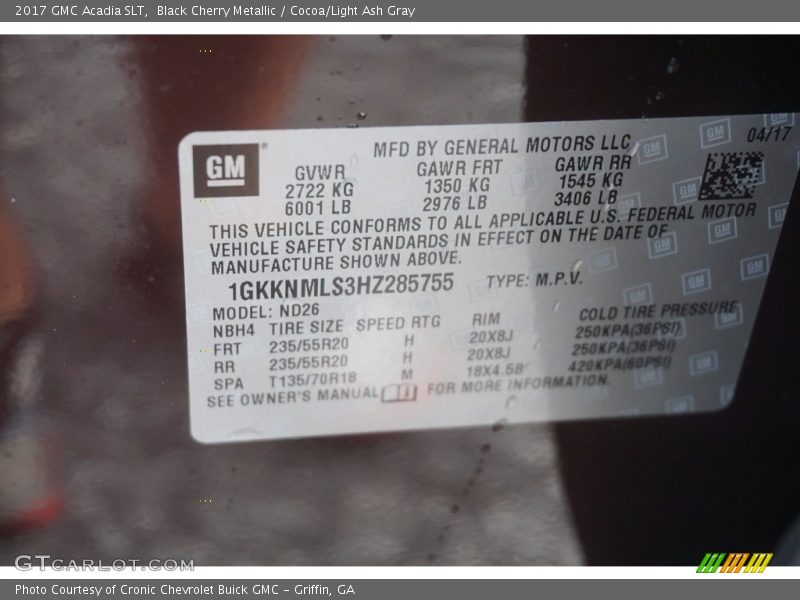 2017 GMC Acadia SLT,  Black Cherry Metallic / Cocoa/Light Ash Gray
GM
MFD BY GENERAL MOTORS LLC
04/17
GVWR GAWR FRT GAWR RR
2722 KG 1350 KG 1545 KG
6001 LB 2976 LB 3406 LB
THIS VEHICLE CONFORMS TO ALL APPLICABLE U.S. FEDERAL MOTOR
VEHICLE SAFETY STANDARDS IN EFFECT ON THE DATE OF
MANUFACTURE SHOWN ABOVE.
1GKKNMLS3HZ285755 TYPE: M.P.V.
MODEL: ND26
NBH4 TIRE SIZE SPEED RTG RIM COLD TIRE PRESSURE
FRT 235/55R20 H 20X8J 250KPA(36PSI)
RR 235/55R20 H 20X8J 250KPA(36PSI)
SPA T135/70R18 M 18X4.5B 420KPA(60PSI)
SEE OWNER'S MANUAL FOR MORE INFORMATION.
GTCARLOT.COM
Photo Courtesy of Cronic Chevrolet Buick GMC - Griffin, GA